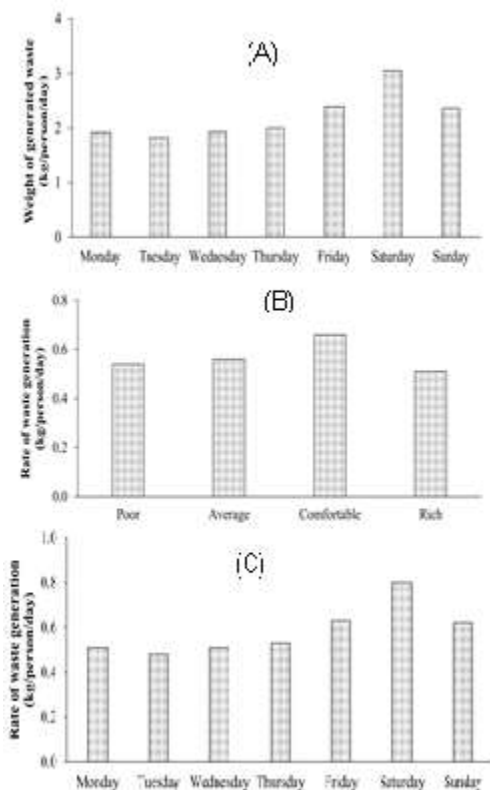 (A)
Weight of generated waste
(kg/person/day)
4
3
2
1
0
Monday Tuesday Wednesday Thursday Friday Saturday Sunday
(B)
Rate of waste generation
(kg/person/day)
0.8
0.6
0.4
0.2
0.0
Poor Average Comfortable Rich
(C)
Rate of waste generation
(kg/person/day)
1.0
0.8
0.6
0.4
0.2
0.0
Monday Tuesday Wednesday Thursday Friday Saturday Sunday